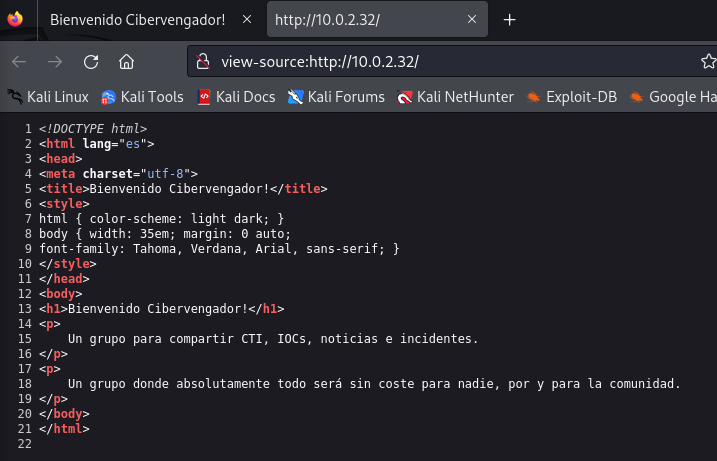 Bienvenido Cibervengador!
http://10.0.2.32/
view-source:http://10.0.2.32/
Kali Linux Kali Tools Kali Docs Kali Forums Kali NetHunter Exploit-DB Google Ha
1 <!DOCTYPE html>
2 <html lang="es">
3 <head>
4 <meta charset="utf-8">
5 <title>Bienvenido Cibervengador!</title>
6 <style>
7 html { color-scheme: light dark; }
8 body { width: 35em; margin: 0 auto;
9 font-family: Tahoma, Verdana, Arial, sans-serif; }
10 </style>
11 </head>
12 <body>
13 <h1>Bienvenido Cibervengador!</h1>
14 <p>
15 Un grupo para compartir CTI, IOCs, noticias e incidentes.
16 </p>
17 <p>
18 Un grupo donde absolutamente todo será sin coste para nadie, por y para la comunidad.
19 </p>
20 </body>
21 </html>
22